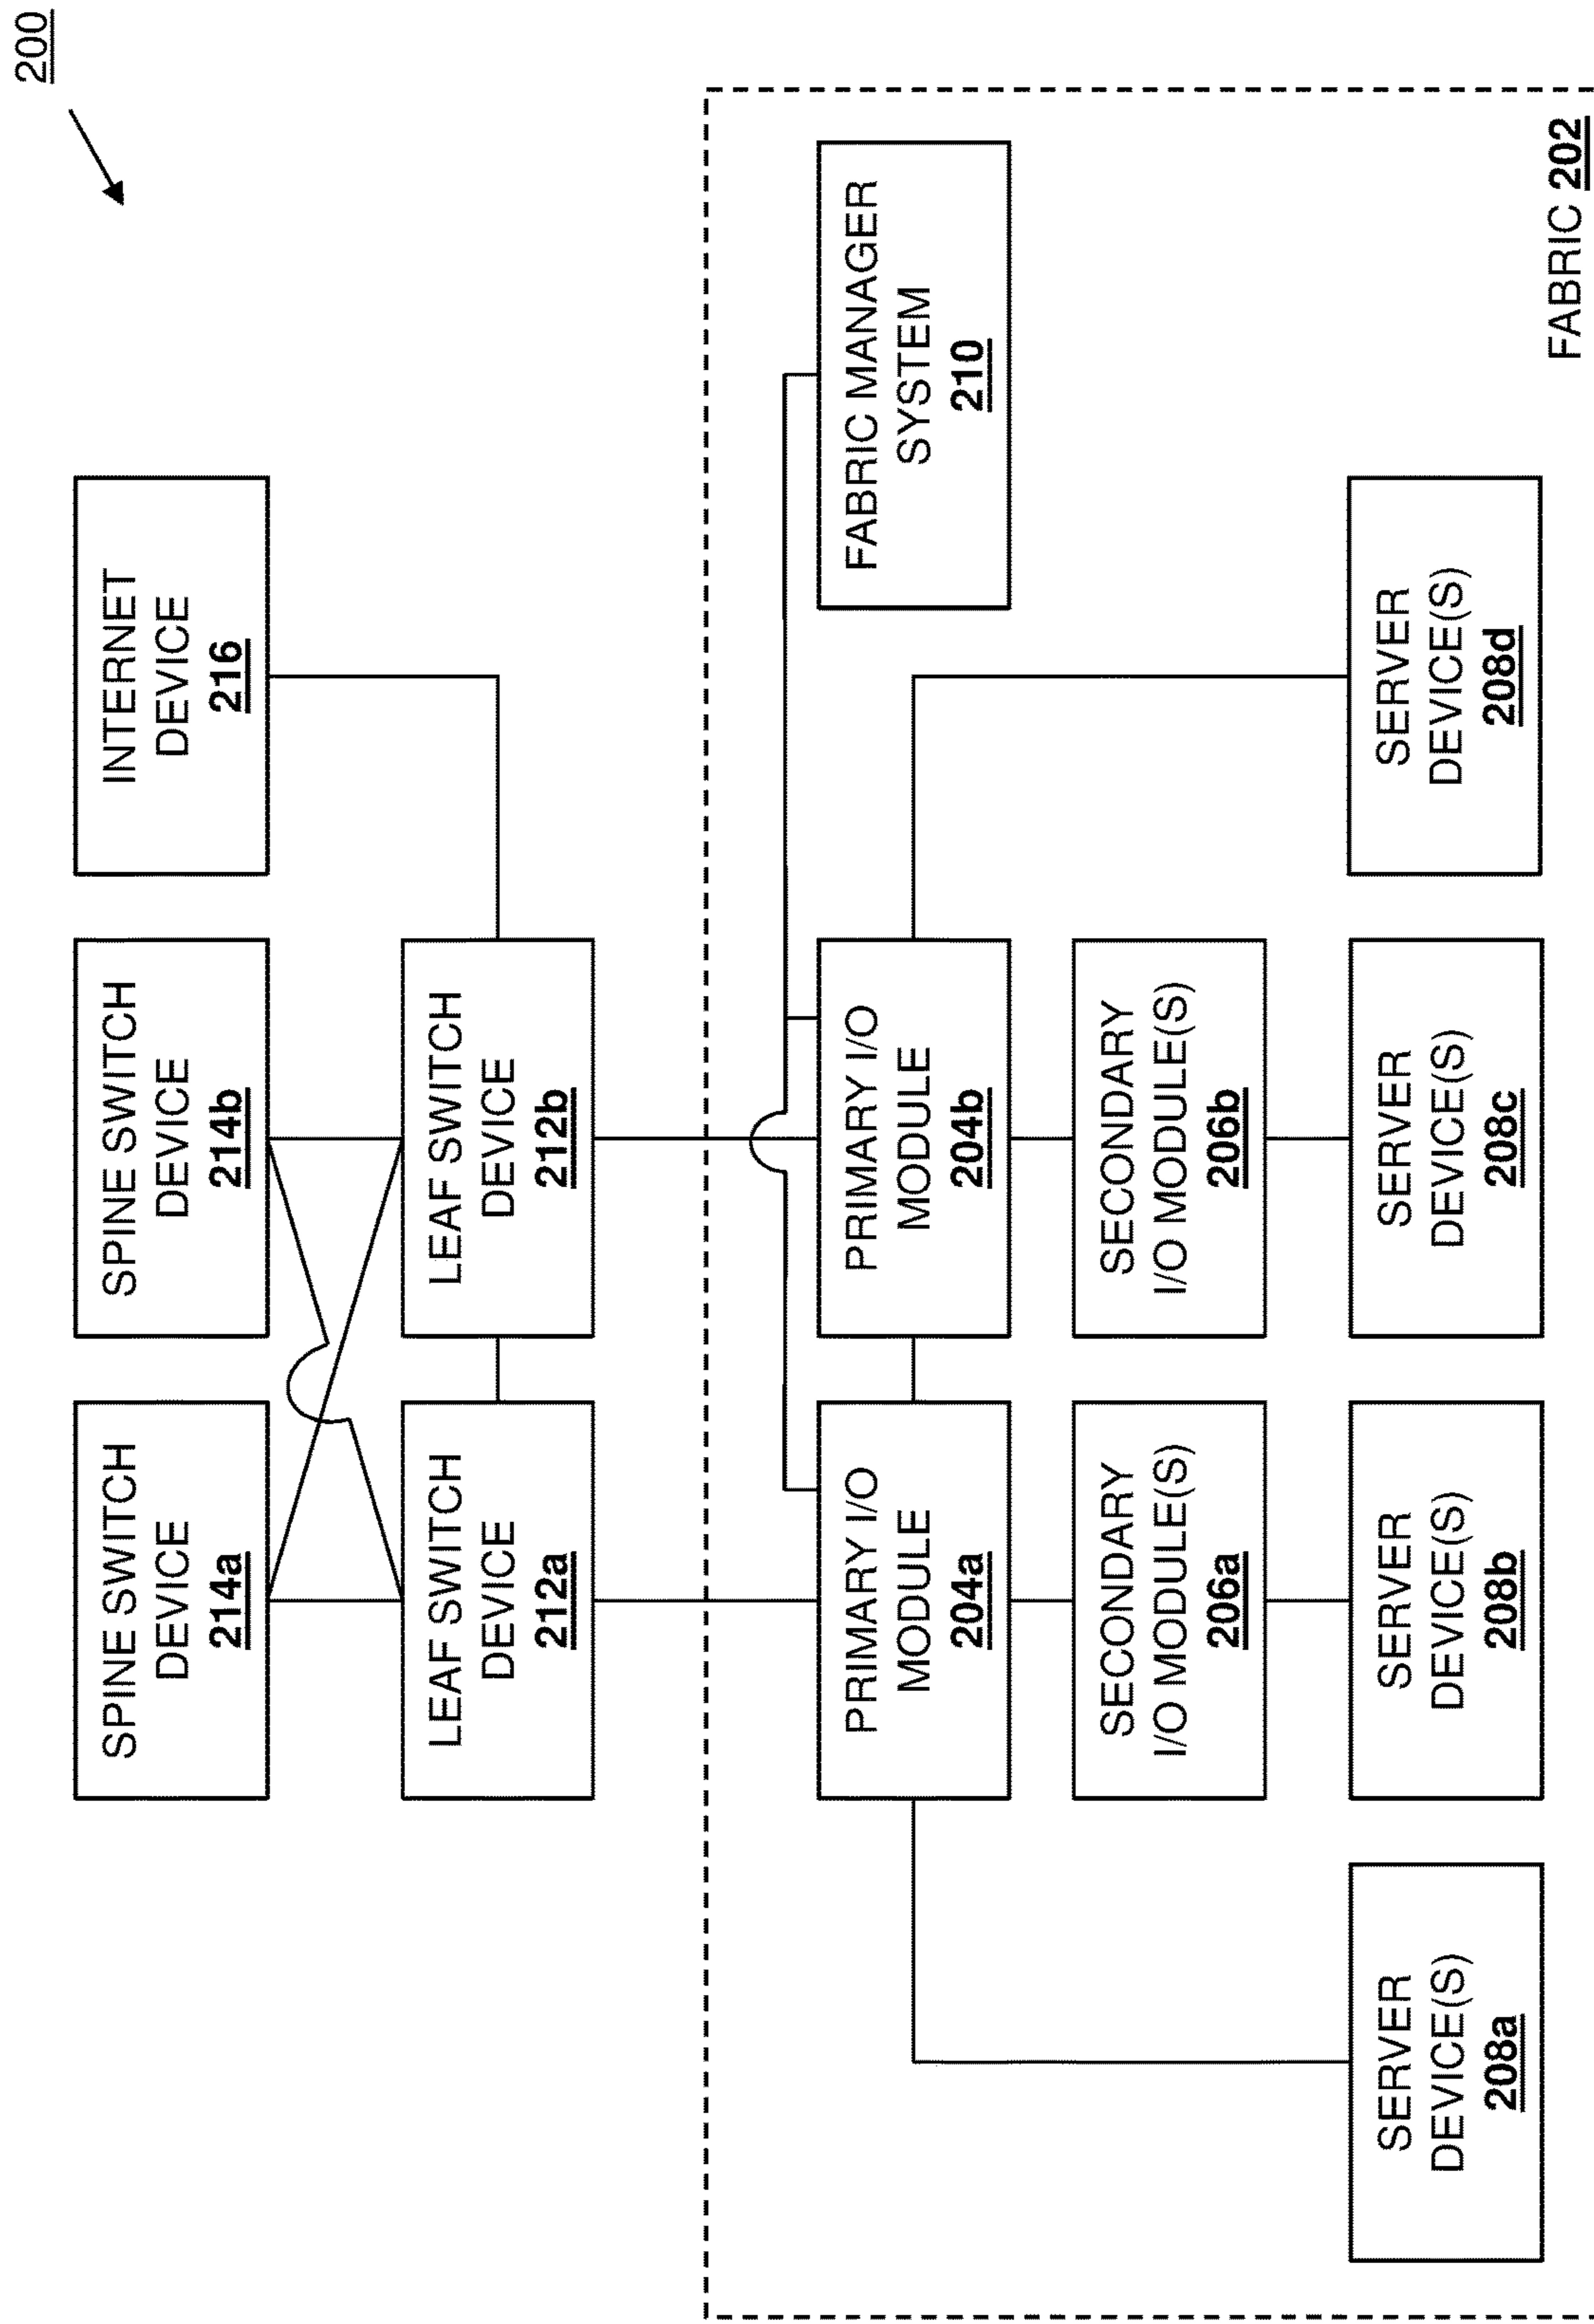 200
SPINE SWITCH
DEVICE
214a
SPINE SWITCH
DEVICE
214b
INTERNET
DEVICE
216
LEAF SWITCH
DEVICE
212a
LEAF SWITCH
DEVICE
212b
PRIMARY I/O
MODULE
204a
PRIMARY I/O
MODULE
204b
FABRIC MANAGER
SYSTEM
210
SECONDARY
I/O MODULE(S)
206a
SECONDARY
I/O MODULE(S)
206b
SERVER
DEVICE(S)
208a
SERVER
DEVICE(S)
208b
SERVER
DEVICE(S)
208c
SERVER
DEVICE(S)
208d
FABRIC 202